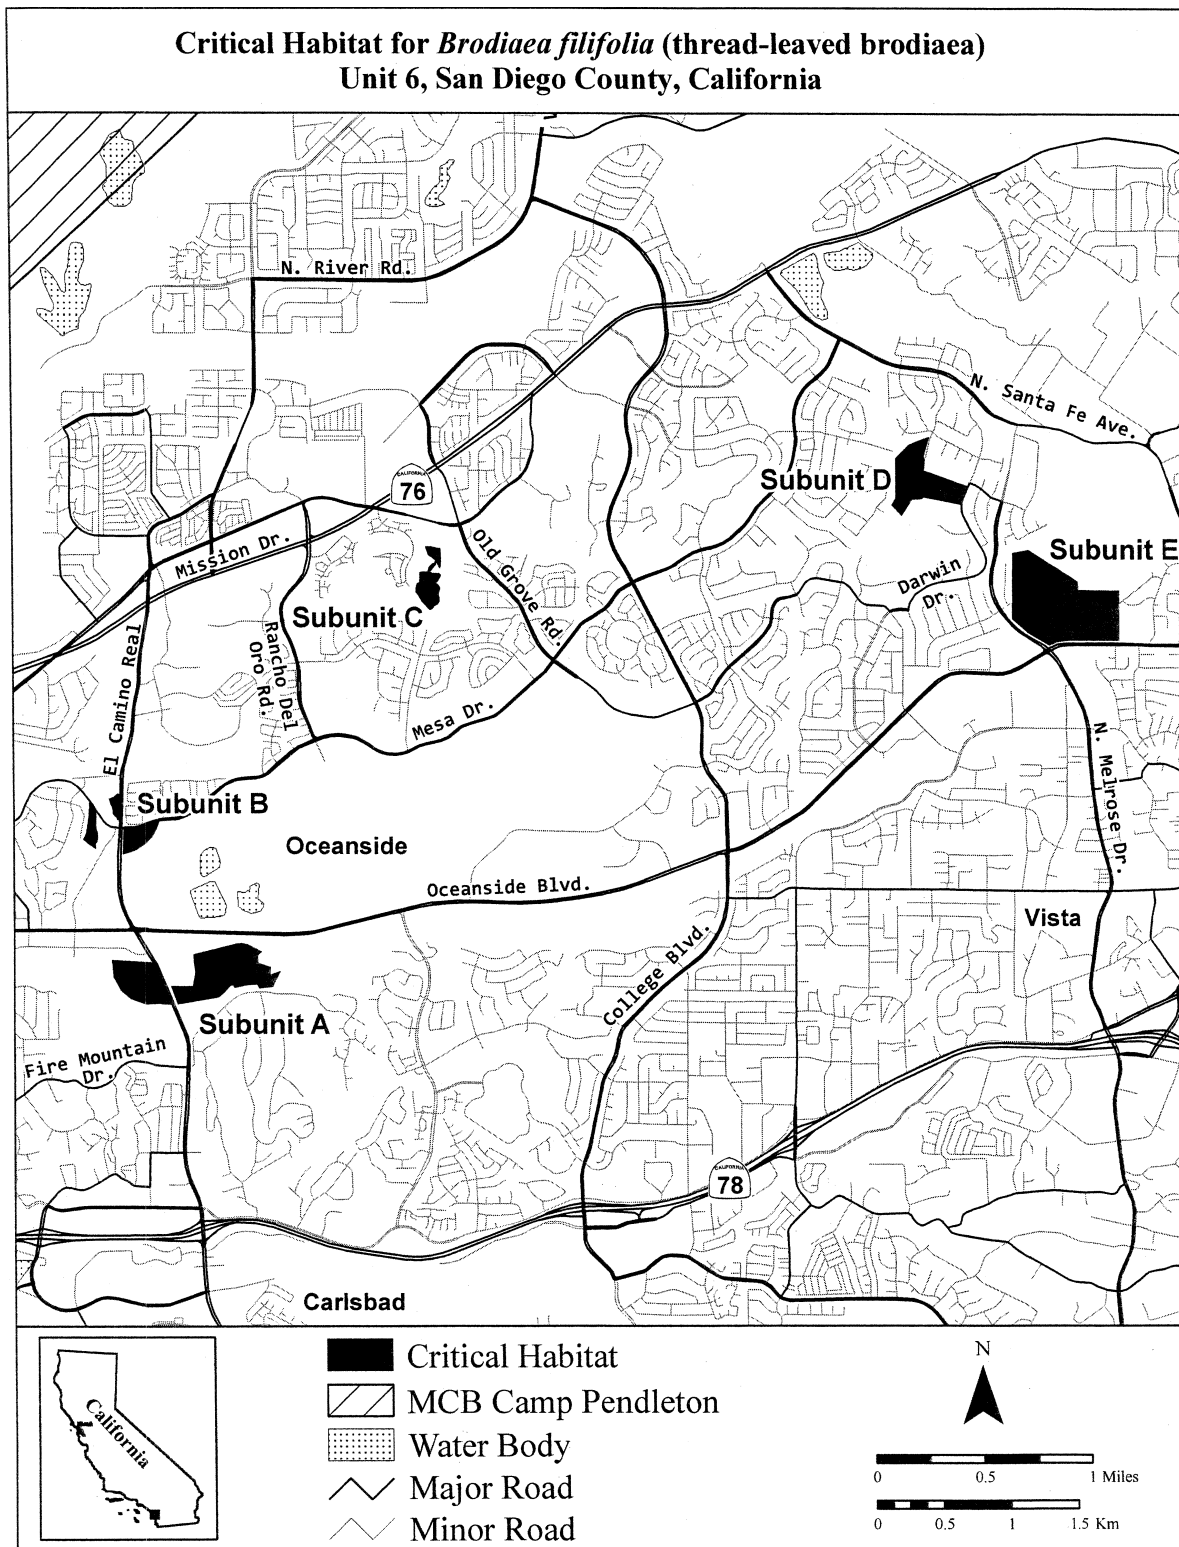 Critical Habitat for Brodiaea filifolia (thread-leaved brodiaea)
Unit 6, San Diego County, California
N. River Rd.
N. Santa Fe Ave.
CALIFORNIA
76
Subunit D
Mission Dr.
Old Grove Rd.
Subunit E
Darwin
Dr.
Subunit C
El Camino Real
Rancho Del
Oro Rd.
Mesa Dr.
N. Melrose Dr.
Subunit B
Oceanside
Oceanside Blvd.
Vista
College Blvd.
Subunit A
Fire Mountain
Dr.
CALIFORNIA
78
Carlsbad
California
Critical Habitat
MCB Camp Pendleton
Water Body
Major Road
Minor Road
N
0 0.5 1 Miles
0 0.5 1 1.5 Km